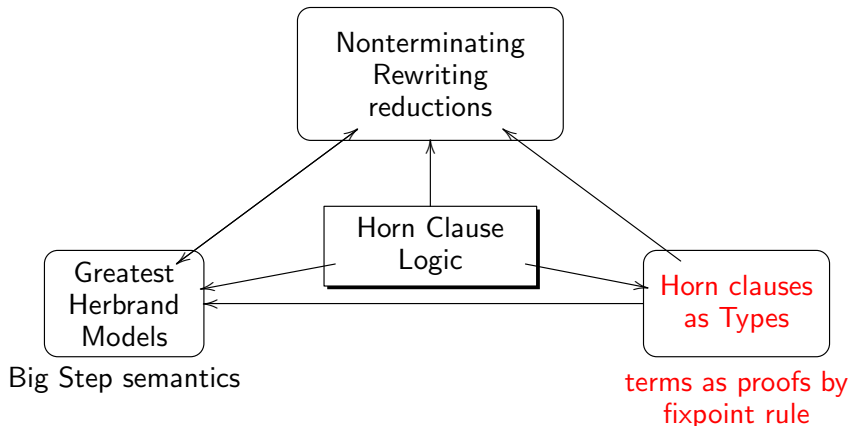 Nonterminating
Rewriting
reductions
Horn Clause
Logic
Greatest
Herbrand
Models
Horn clauses
as Types
Big Step semantics
terms as proofs by
fixpoint rule